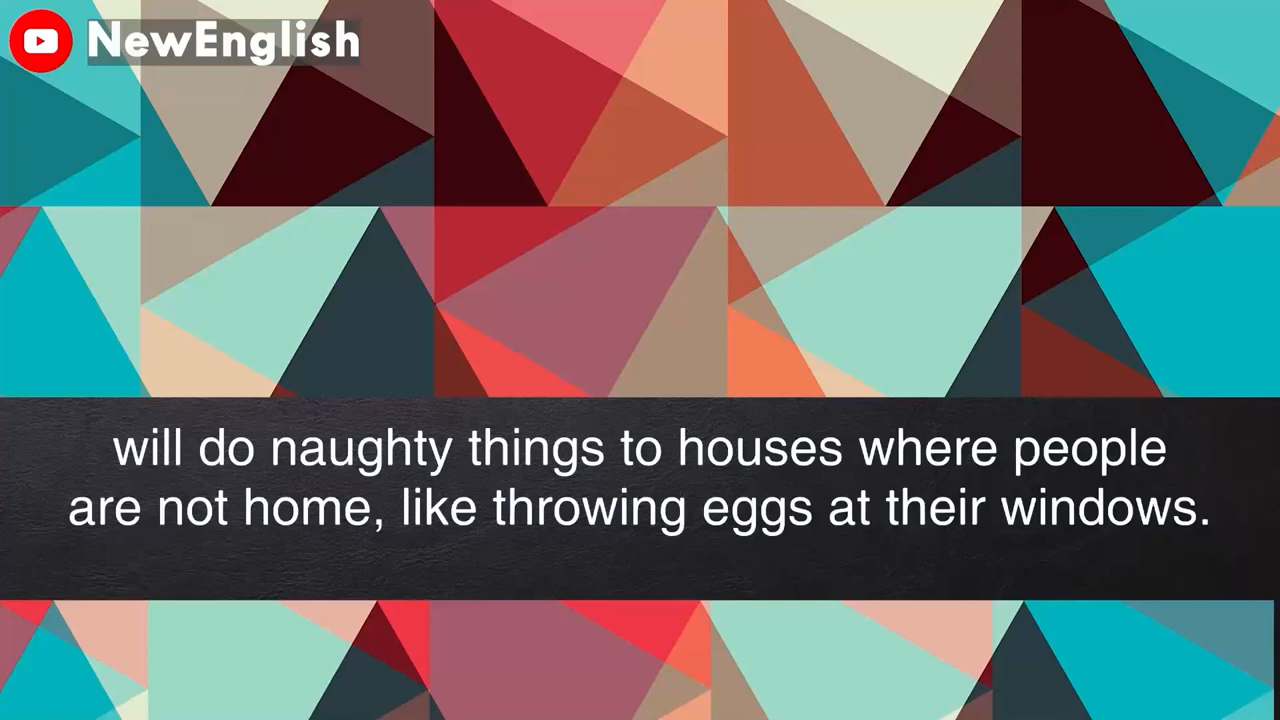 NewEnglish
will do naughty things to houses where people
are not home, like throwing eggs at their windows.